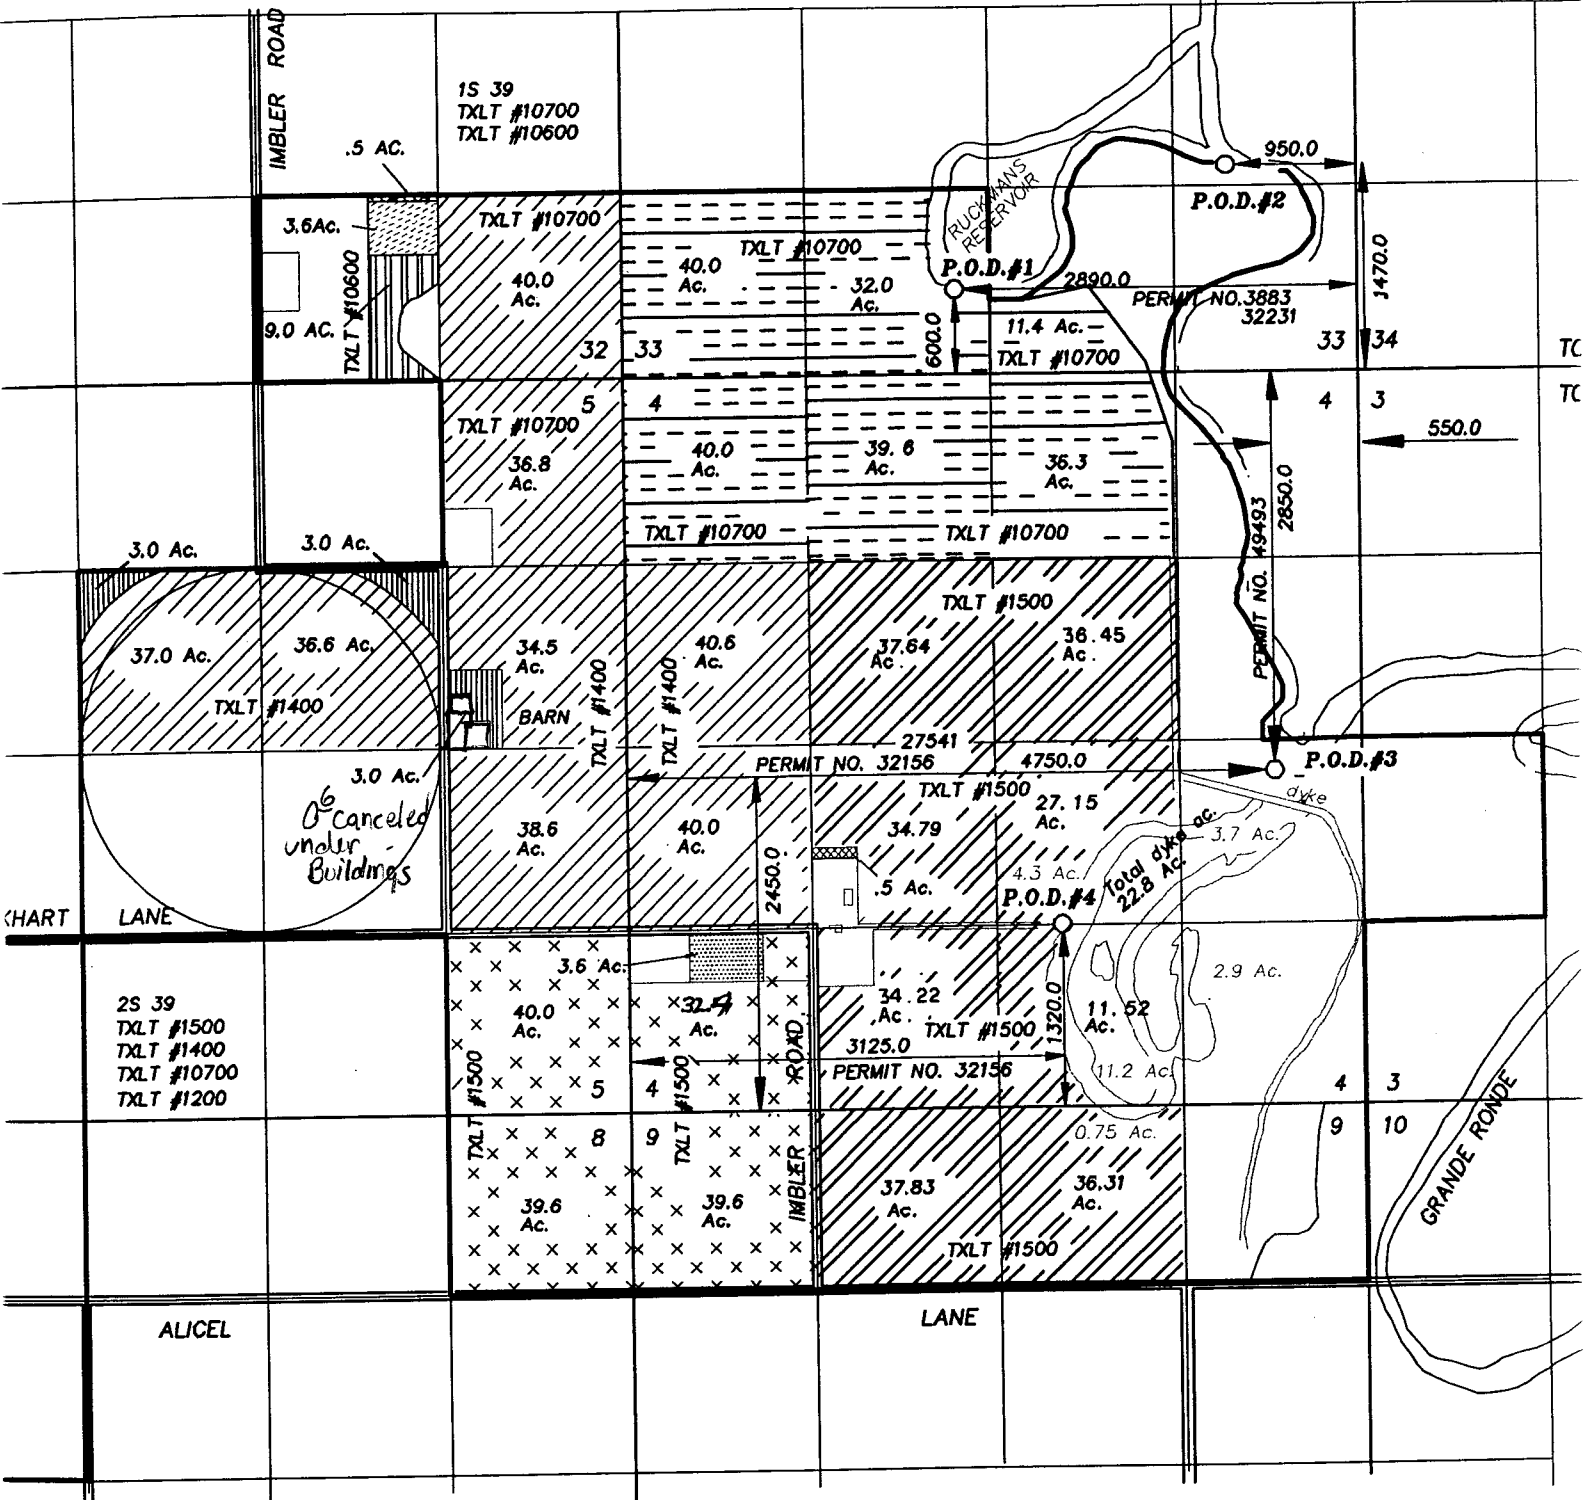 IMBLER ROAD
1S 39
TXLT #10700
TXLT #10600
.5 AC.
3.6Ac.
TXLT #10600
9.0 AC.
TXLT #10700
40.0
Ac.
TXLT #10700
40.0
Ac.
32.0
Ac.
RUCKMANS
RESERVOIR
P.O.D.#1
2890.0
600.0
11.4 Ac.
TXLT #10700
950.0
P.O.D.#2
1470.0
PERMIT NO.3883
32231
32 33
33 34
5 4
4 3
550.0
TXLT #10700
36.8
Ac.
40.0
Ac.
39.6
Ac.
36.3
Ac.
TXLT #10700
TXLT #10700
PERMIT NO. 49493
2850.0
3.0 Ac.
3.0 Ac.
37.0 Ac.
36.6 Ac.
TXLT #1400
34.5
Ac.
BARN
TXLT #1400
40.6
Ac.
TXLT #1400
TXLT #1500
37.64
Ac.
36.45
Ac.
27541
PERMIT NO. 32156
4750.0
P.O.D.#3
dyke
3.0 Ac.
6
0 canceled
under
Buildings
38.6
Ac.
40.0
Ac.
2450.0
TXLT #1500
34.79
27.15
Ac.
.5 Ac.
4.3 Ac.
3.7 Ac.
Total dyke ac.
22.8 Ac.
P.O.D.#4
KHART LANE
2S 39
TXLT #1500
TXLT #1400
TXLT #10700
TXLT #1200
3.6 Ac.
40.0
Ac.
32.4
Ac.
TXLT #1500
TXLT #1500
IMBLER ROAD
34.22
Ac.
TXLT #1500
3125.0
PERMIT NO. 32156
1320.0
11.52
Ac.
2.9 Ac.
11.2 Ac.
0.75 Ac.
5 4
8 9
4 3
9 10
39.6
Ac.
39.6
Ac.
37.83
Ac.
36.31
Ac.
TXLT #1500
GRANDE RONDE
ALICEL LANE